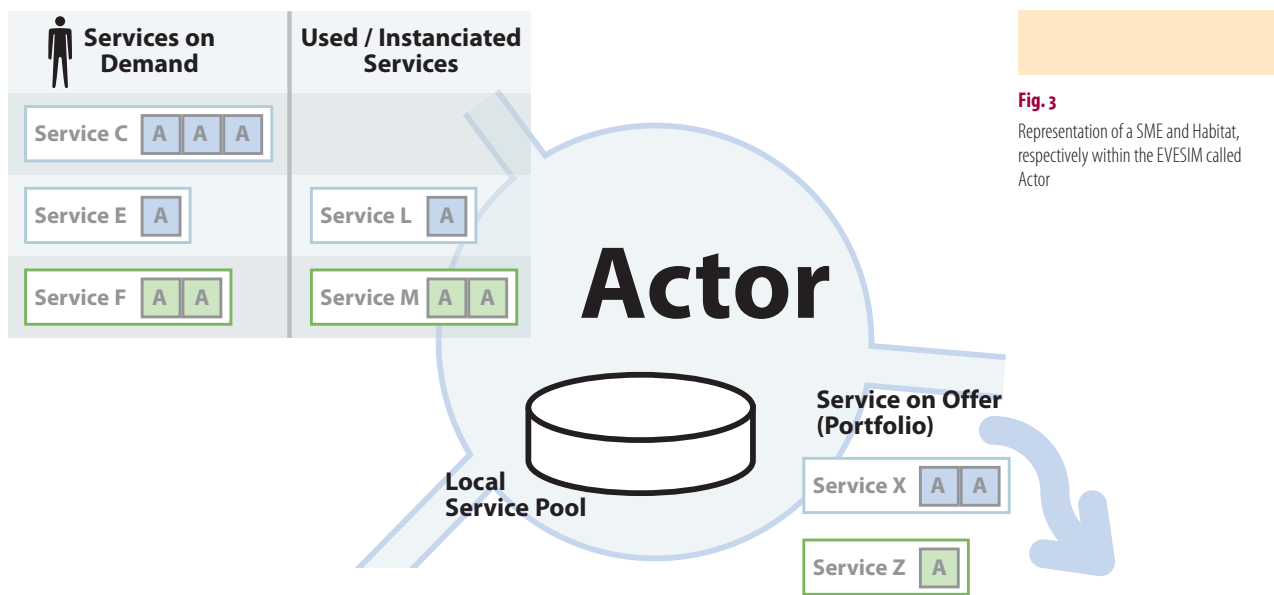 Services on
Demand
Used / Instanciated
Services
Service C A A A
Service E A
Service L A
Service F A A
Service M A A
Actor
Local
Service Pool
Service on Offer
(Portfolio)
Service X A A
Service Z A
Fig. 3
Representation of a SME and Habitat,
respectively within the EVESIM called
Actor